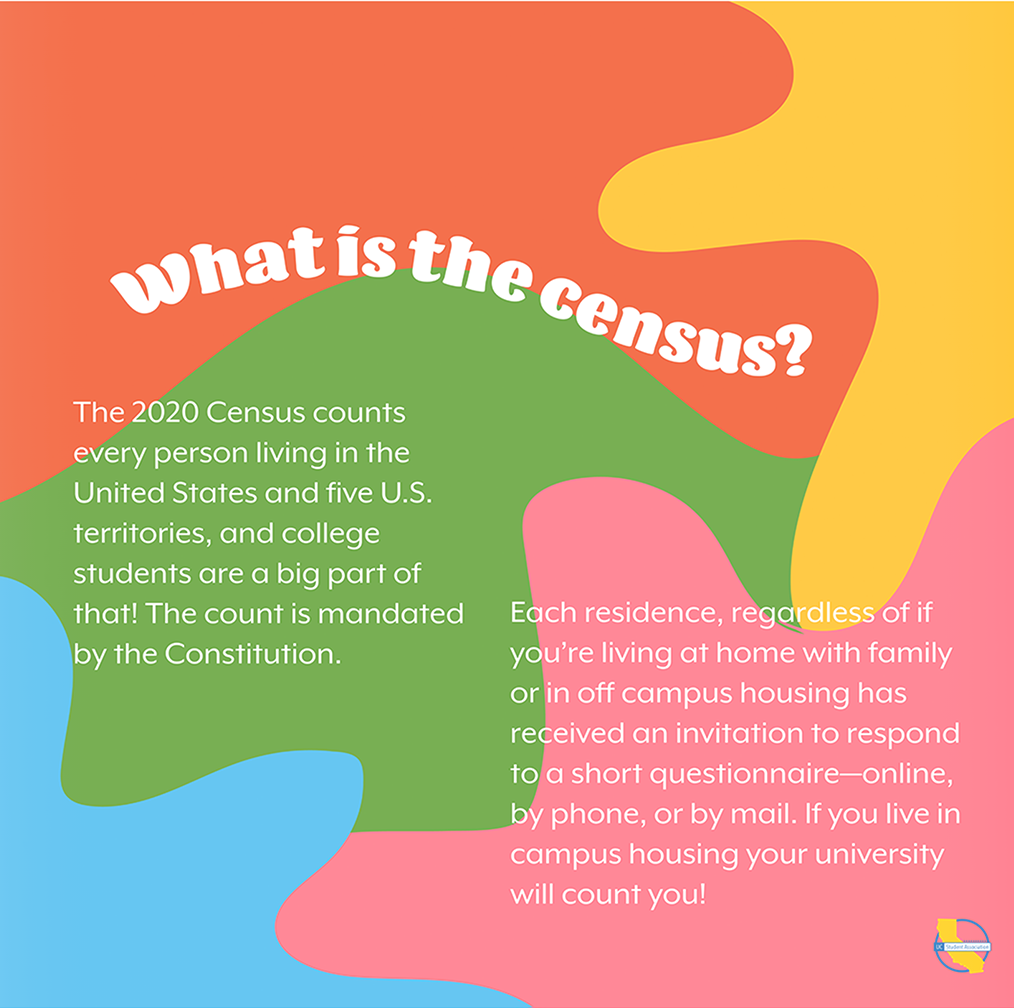 What is the census?
The 2020 Census counts
every person living in the
United States and five U.S.
territories, and college
students are a big part of
that! The count is mandated
by the Constitution.
Each residence, regardless of if
you’re living at home with family
or in off campus housing has
received an invitation to respond
to a short questionnaire—online,
by phone, or by mail. If you live in
campus housing your university
will count you!
UC Student Association